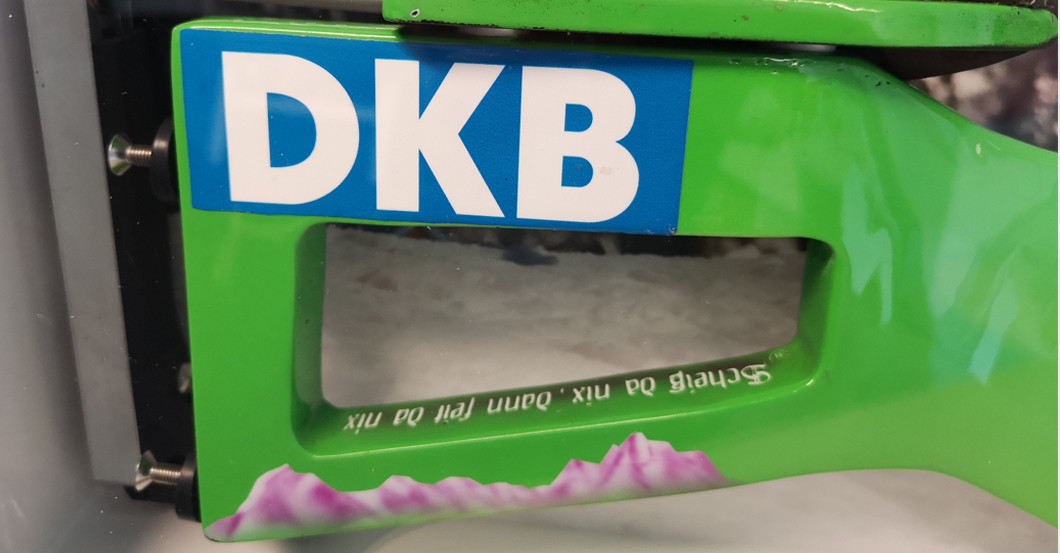 DKB
Scheiß da nix, dann feit da nix